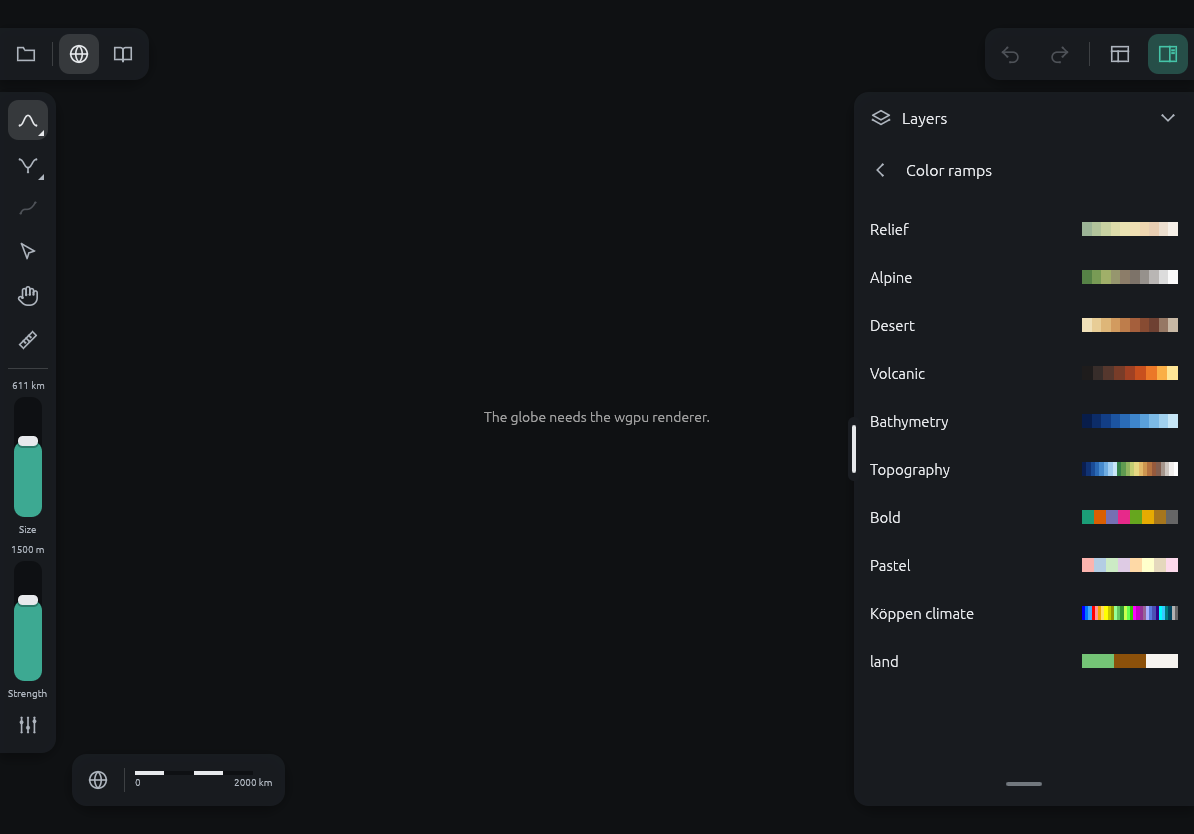 Layers
Color ramps
Relief
Alpine
Desert
Volcanic
Bathymetry
Topography
Bold
Pastel
Köppen climate
land
611 km
Size
1500 m
Strength
The globe needs the wgpu renderer.
0 2000 km